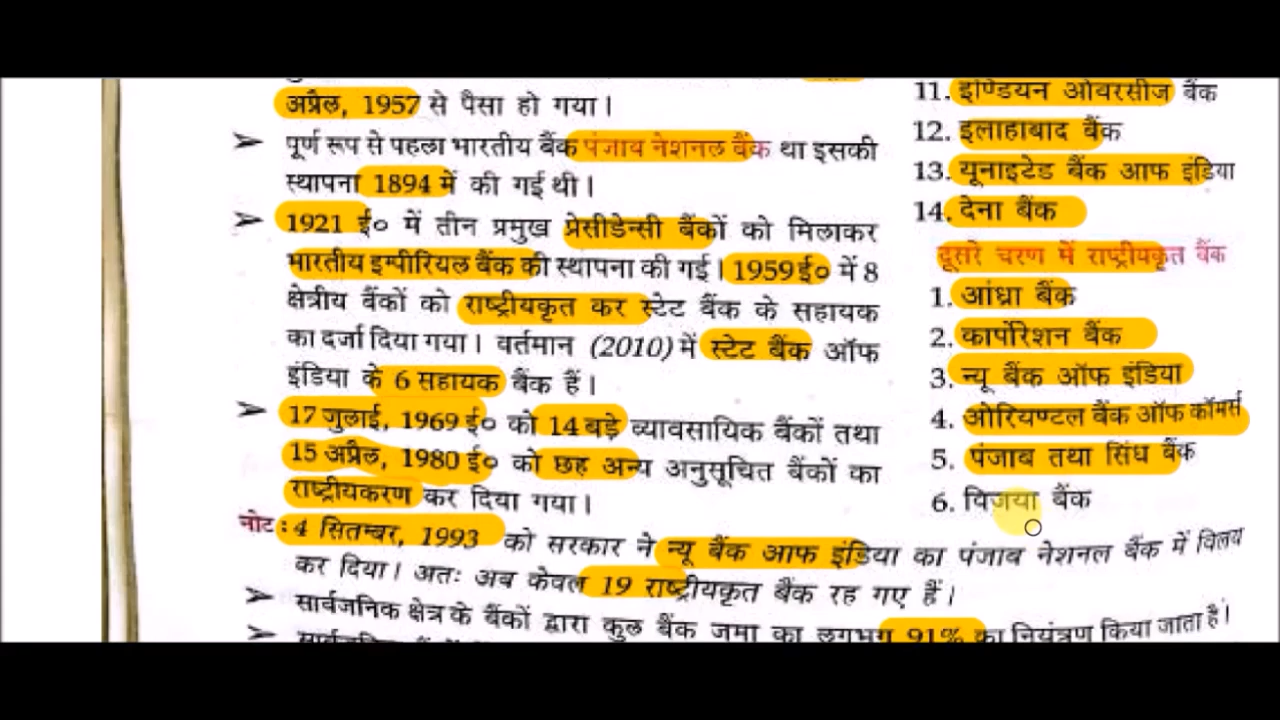 अप्रैल, 1957 से पैसा हो गया।
➤ पूर्ण रूप से पहला भारतीय बैंक पंजाब नेशनल बैंक था इसकी
स्थापना 1894 में की गई थी।
➤ 1921 ई० में तीन प्रमुख प्रेसीडेन्सी बैंकों को मिलाकर
भारतीय इम्पीरियल बैंक की स्थापना की गई। 1959 ई० में 8
क्षेत्रीय बैंकों को राष्ट्रीयकृत कर स्टेट बैंक के सहायक
का दर्जा दिया गया। वर्तमान (2010) में स्टेट बैंक ऑफ
इंडिया के 6 सहायक बैंक हैं।
➤ 17 जुलाई, 1969 ई० को 14 बड़े व्यावसायिक बैंकों तथा
15 अप्रैल, 1980 ई० को छह अन्य अनुसूचित बैंकों का
राष्ट्रीयकरण कर दिया गया।
नोट : 4 सितम्बर, 1993 को सरकार ने न्यू बैंक आफ इंडिया का पंजाब नेशनल बैंक में विलय
कर दिया। अतः अब केवल 19 राष्ट्रीयकृत बैंक रह गए हैं।
➤ सार्वजनिक क्षेत्र के बैंकों द्वारा कुल बैंक जमा का लगभग 91% का नियंत्रण किया जाता है।
11. इण्डियन ओवरसीज बैंक
12. इलाहाबाद बैंक
13. यूनाइटेड बैंक आफ इंडिया
14. देना बैंक
दूसरे चरण में राष्ट्रीयकृत बैंक
1. आंध्रा बैंक
2. कार्पोरेशन बैंक
3. न्यू बैंक ऑफ इंडिया
4. ओरियण्टल बैंक ऑफ कॉमर्स
5. पंजाब तथा सिंध बैंक
6. विजया बैंक